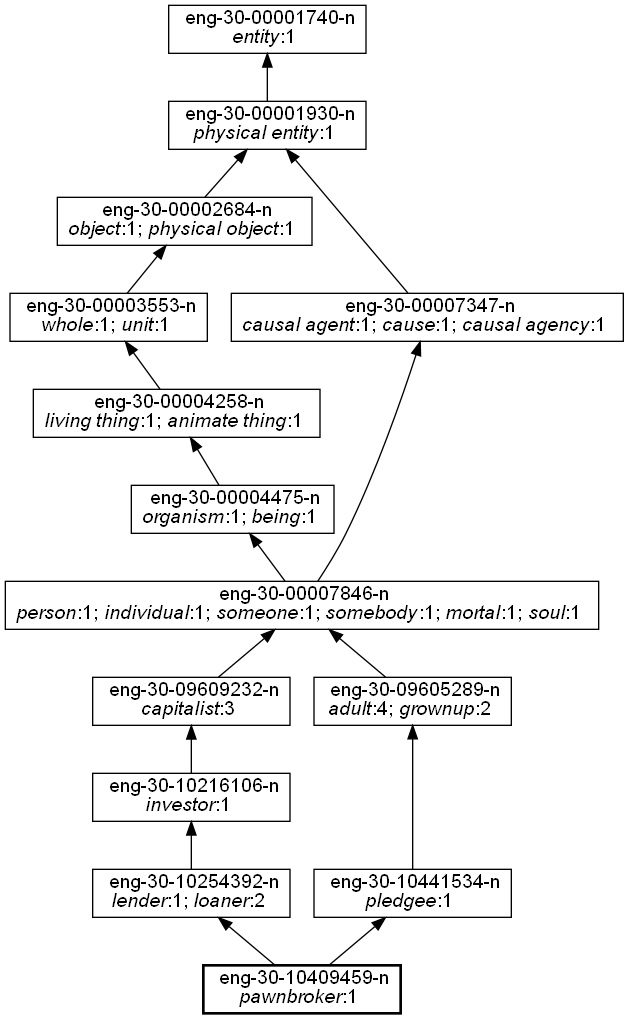 eng-30-00001740-n
entity:1
eng-30-00001930-n
physical entity:1
eng-30-00002684-n
object:1; physical object:1
eng-30-00003553-n
whole:1; unit:1
eng-30-00007347-n
causal agent:1; cause:1; causal agency:1
eng-30-00004258-n
living thing:1; animate thing:1
eng-30-00004475-n
organism:1; being:1
eng-30-00007846-n
person:1; individual:1; someone:1; somebody:1; mortal:1; soul:1
eng-30-09609232-n
capitalist:3
eng-30-09605289-n
adult:4; grownup:2
eng-30-10216106-n
investor:1
eng-30-10254392-n
lender:1; loaner:2
eng-30-10441534-n
pledgee:1
eng-30-10409459-n
pawnbroker:1